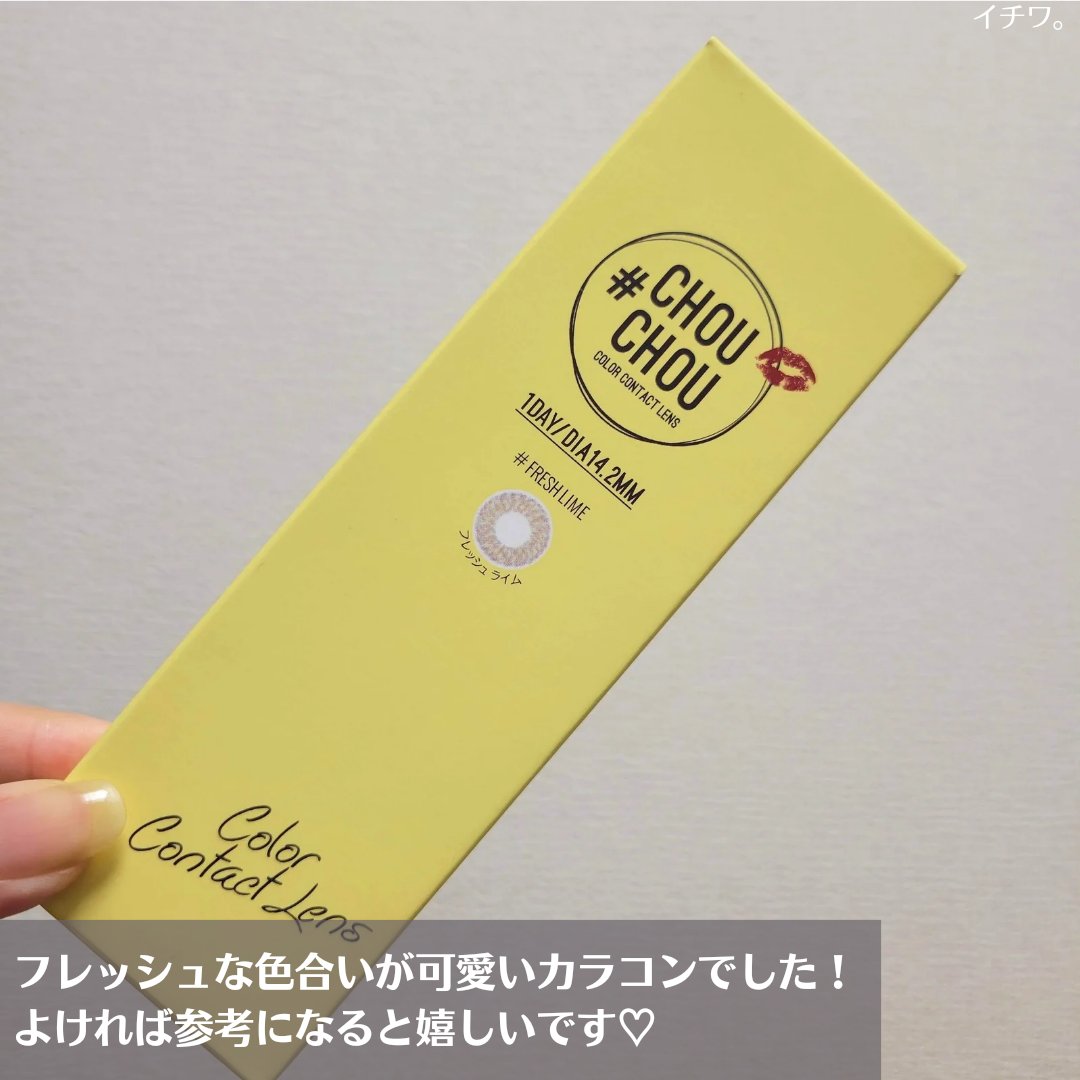 イチワ。
#CHOU
CHOU
COLOR CONTACT LENS
1DAY/DIA14.2MM
#FRESH LIME
フレッシュ ライム
Color
Contact Lens
フレッシュな色合いが可愛いカラコンでした！
よければ参考になると嬉しいです♡